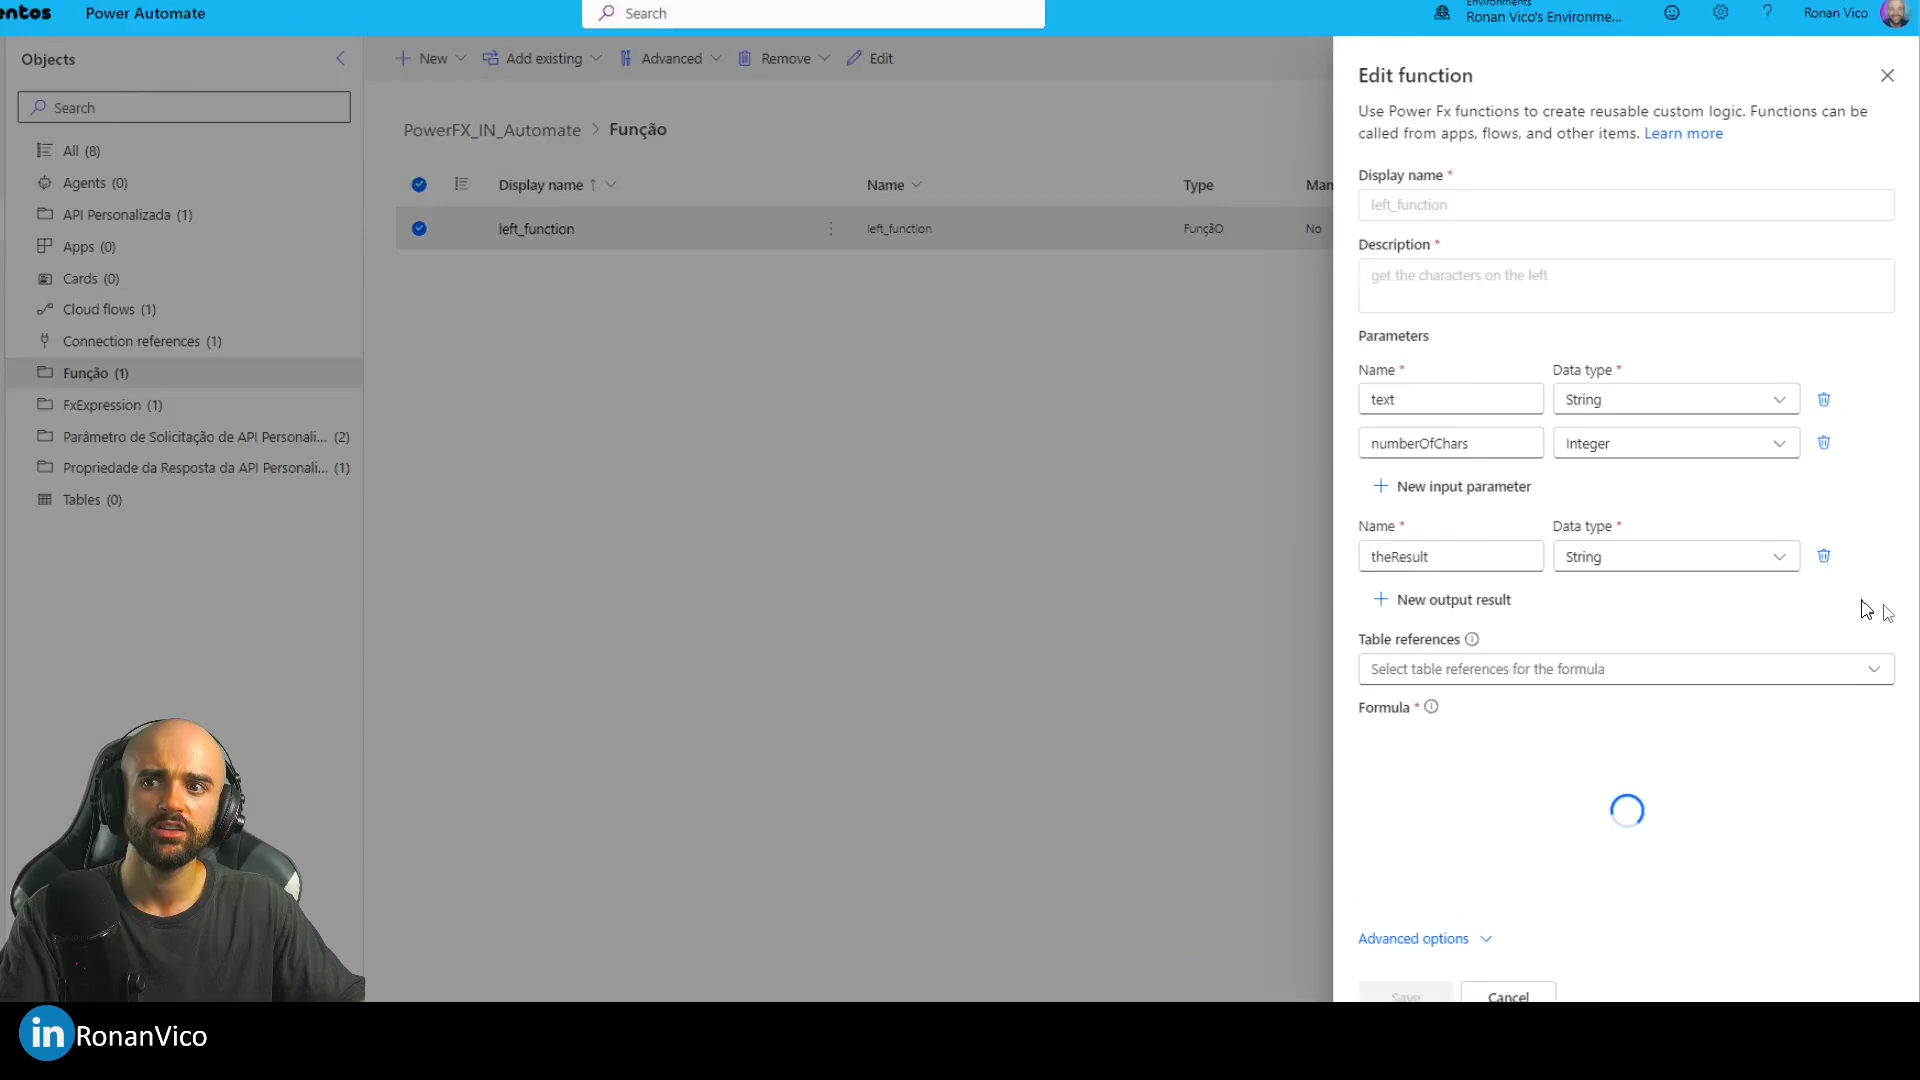 entos
Power Automate
Search
Environments
Ronan Vico's Environme...
Ronan Vico
Objects
Search
All (8)
Agents (0)
API Personalizada (1)
Apps (0)
Cards (0)
Cloud flows (1)
Connection references (1)
Função (1)
FxExpression (1)
Parâmetro de Solicitação de API Personali... (2)
Propriedade da Resposta da API Personali... (1)
Tables (0)
New
Add existing
Advanced
Remove
Edit
PowerFX_IN_Automate > Função
Display name ↑
Name
Type
Man
left_function
left_function
FunçãO
No
Edit function
Use Power Fx functions to create reusable custom logic. Functions can be
called from apps, flows, and other items. Learn more
Display name *
left_function
Description *
get the characters on the left
Parameters
Name *
Data type *
text
String
numberOfChars
Integer
New input parameter
Name *
Data type *
theResult
String
New output result
Table references
Select table references for the formula
Formula *
Advanced options
Save
Cancel
in RonanVico